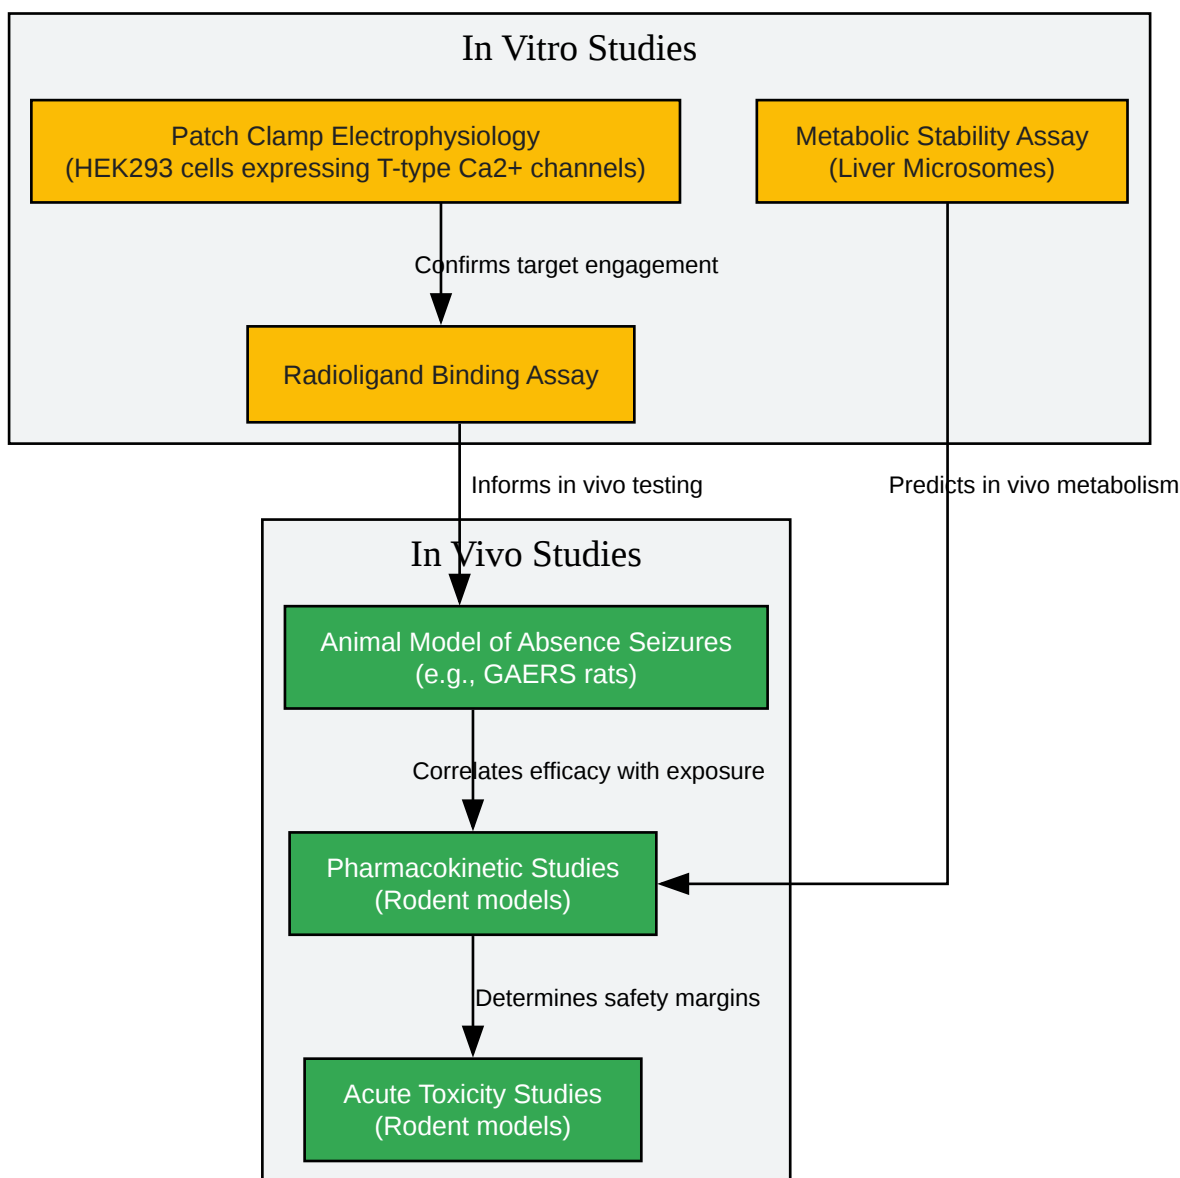 In Vitro Studies
Patch Clamp Electrophysiology
(HEK293 cells expressing T-type Ca2+ channels)
Metabolic Stability Assay
(Liver Microsomes)
Confirms target engagement
Radioligand Binding Assay
Informs in vivo testing
Predicts in vivo metabolism
In Vivo Studies
Animal Model of Absence Seizures
(e.g., GAERS rats)
Correlates efficacy with exposure
Pharmacokinetic Studies
(Rodent models)
Determines safety margins
Acute Toxicity Studies
(Rodent models)